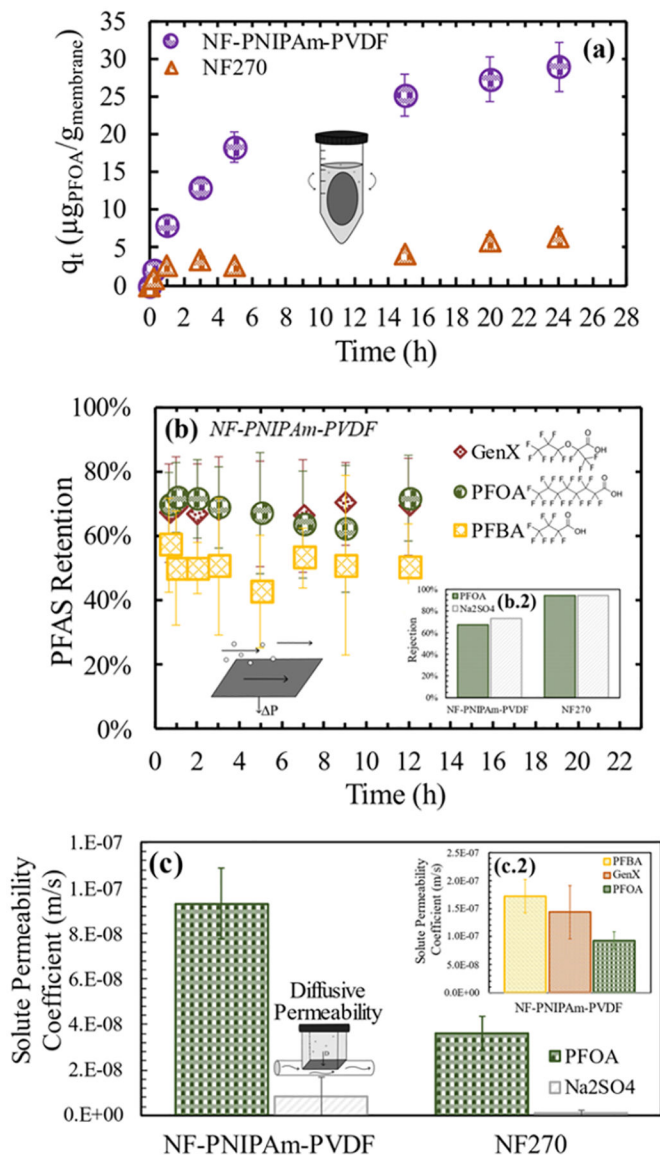 35
30
25
20
15
10
5
0
qt (µgPFOA/gmembrane)
NF-PNIPAm-PVDF
NF270
(a)
0 2 4 6 8 10 12 14 16 18 20 22 24 26 28
Time (h)
100%
80%
60%
40%
20%
0%
PFAS Retention
(b) NF-PNIPAm-PVDF
GenX
PFOA
PFBA
ΔP
(b.2)
PFOA
Na2SO4
100%
80%
60%
40%
20%
0%
Rejection
NF-PNIPAm-PVDF NF270
0 2 4 6 8 10 12 14 16 18 20 22
Time (h)
1.E-07
1.E-07
8.E-08
6.E-08
4.E-08
2.E-08
0.E+00
Solute Permeability
Coefficient (m/s)
(c)
Diffusive
Permeability
(c.2)
PFBA
GenX
PFOA
2.5E-07
2.0E-07
1.5E-07
1.0E-07
5.0E-08
0.0E+00
Solute Permeability
Coefficient (m/s)
NF-PNIPAm-PVDF
PFOA
Na2SO4
NF-PNIPAm-PVDF NF270